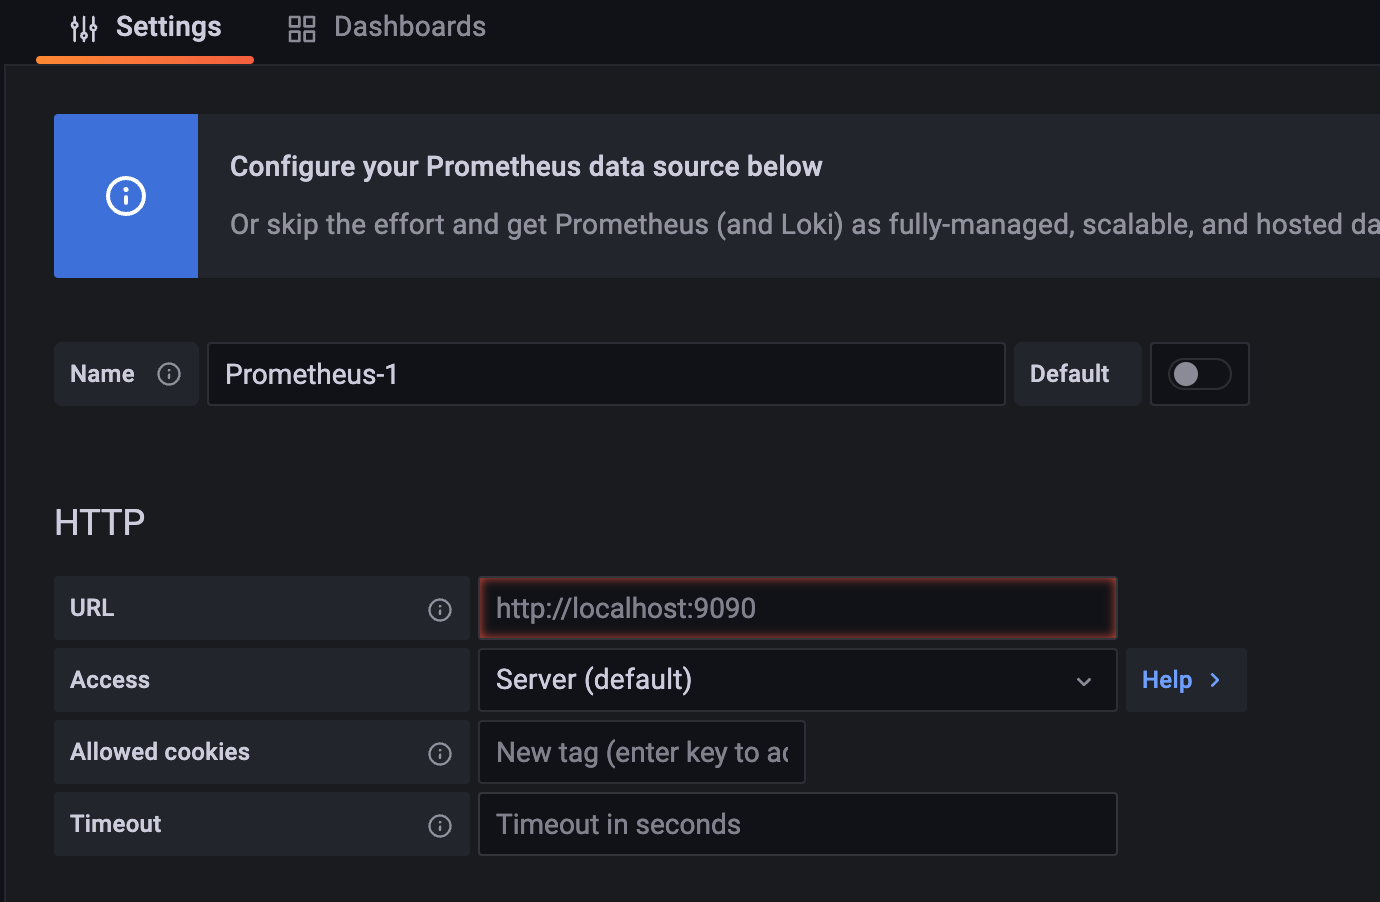 Settings Dashboards
Configure your Prometheus data source below
Or skip the effort and get Prometheus (and Loki) as fully-managed, scalable, and hosted da
Name Prometheus-1 Default
HTTP
URL http://localhost:9090
Access Server (default) Help
Allowed cookies New tag (enter key to ad
Timeout Timeout in seconds